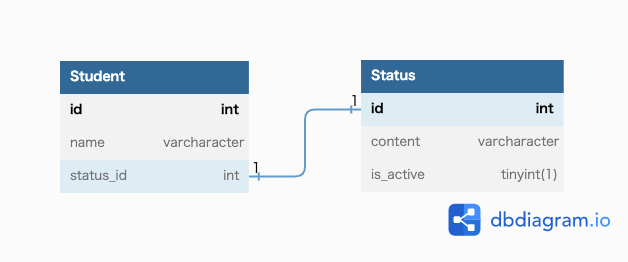 Student
id int
name varcharacter
status_id int
1
1
Status
id int
content varcharacter
is_active tinyint(1)
dbdiagram.io